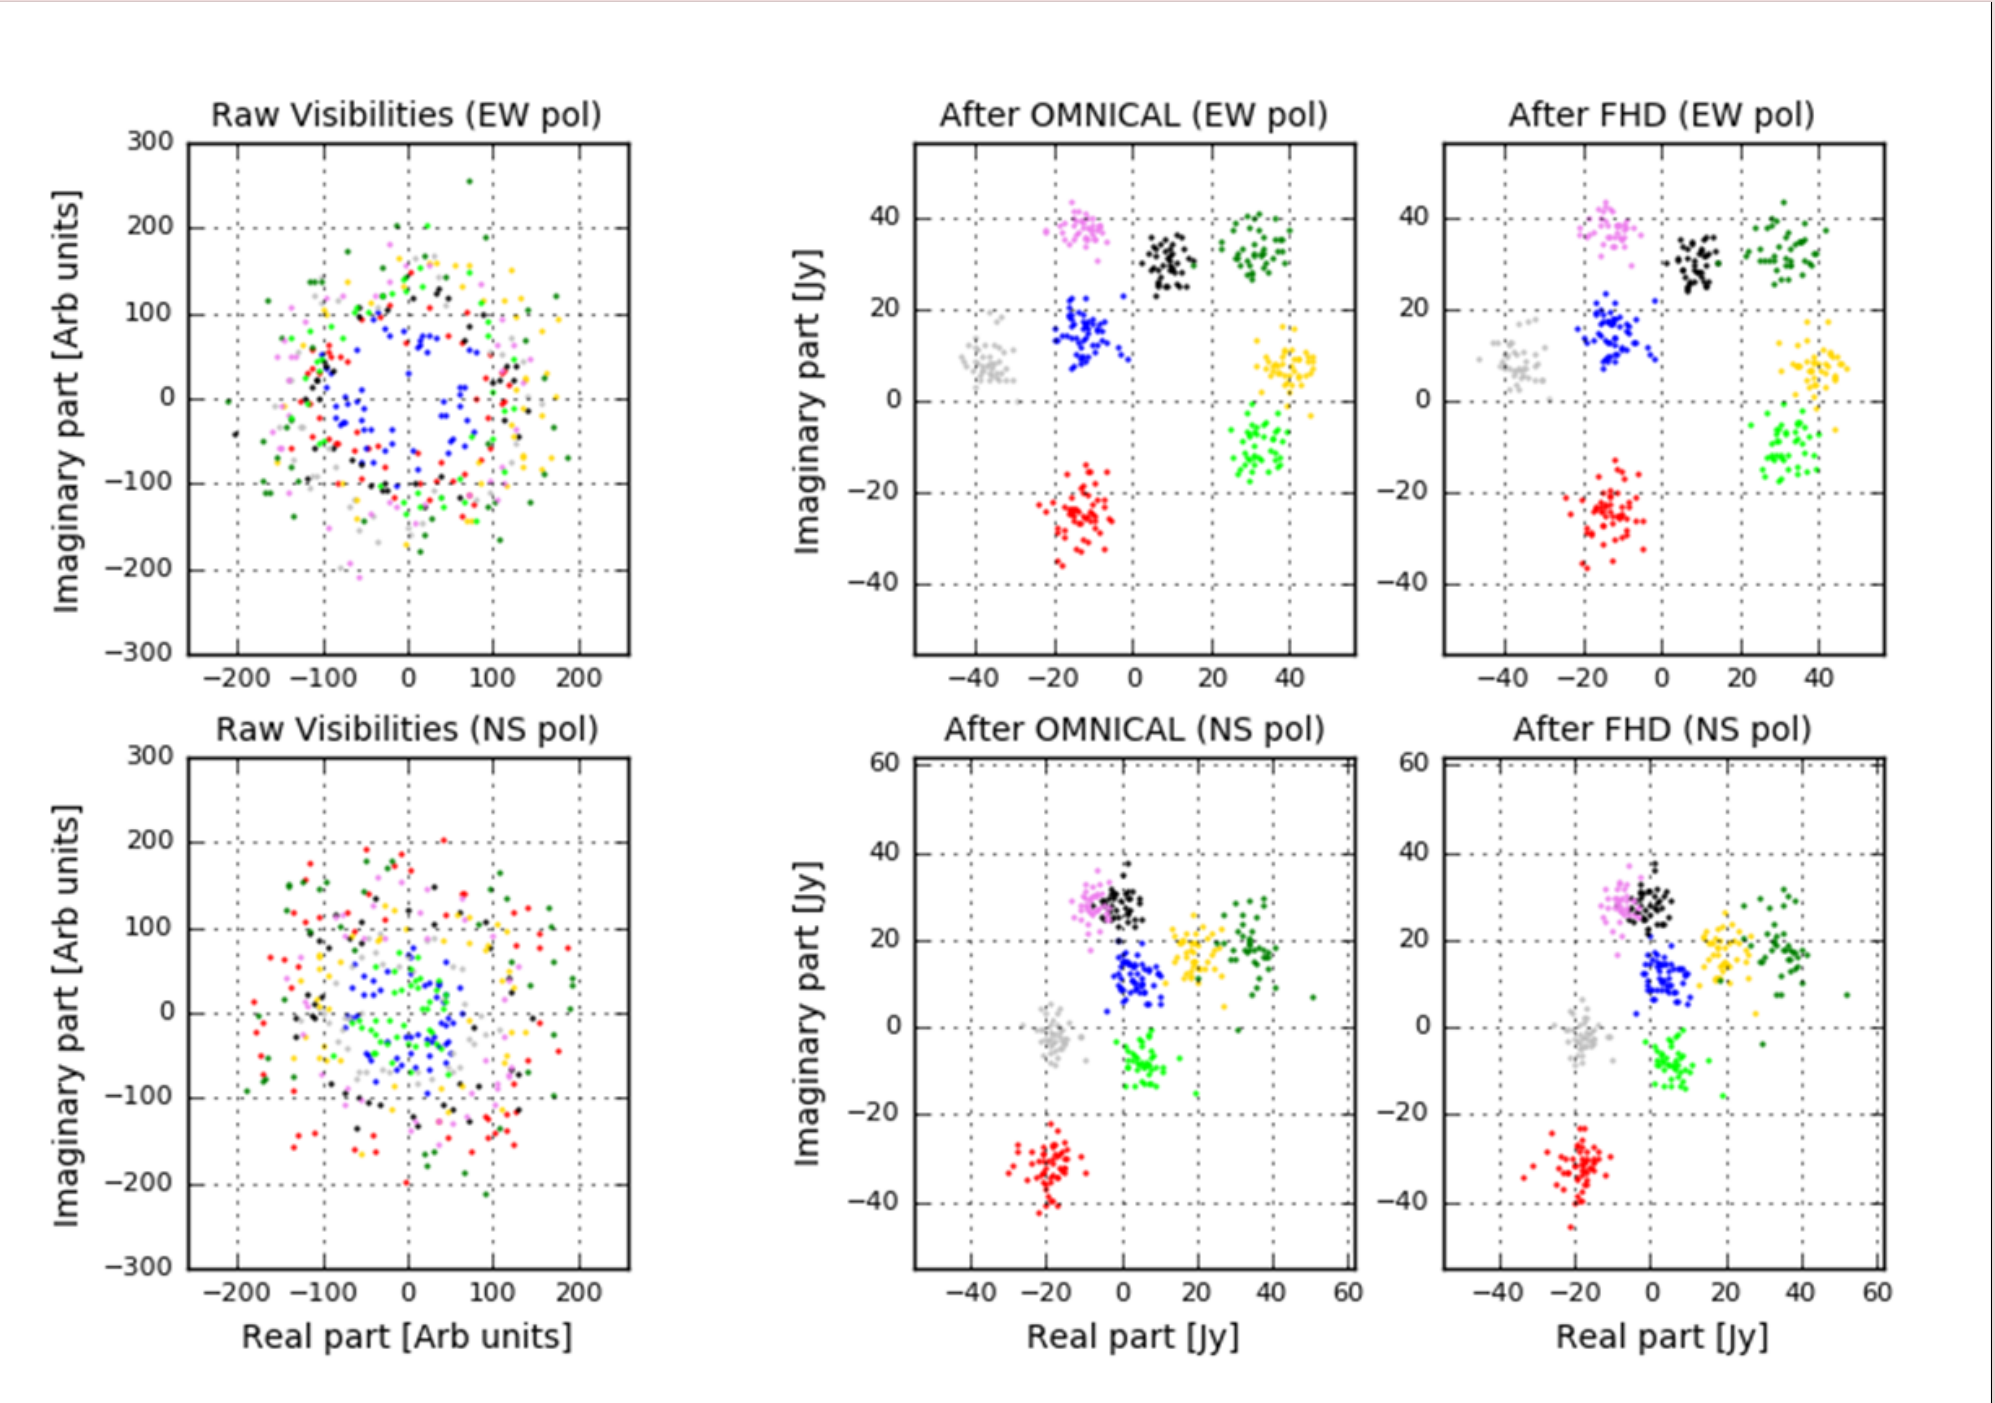 Raw Visibilities (EW pol)
300
200
100
0
−100
−200
−300
−200 −100 0 100 200
Imaginary part [Arb units]
After OMNICAL (EW pol)
40
20
0
−20
−40
−40 −20 0 20 40
Imaginary part [Jy]
After FHD (EW pol)
40
20
0
−20
−40
−40 −20 0 20 40
Raw Visibilities (NS pol)
300
200
100
0
−100
−200
−300
−200 −100 0 100 200
Imaginary part [Arb units]
Real part [Arb units]
After OMNICAL (NS pol)
60
40
20
0
−20
−40
−40 −20 0 20 40 60
Imaginary part [Jy]
Real part [Jy]
After FHD (NS pol)
60
40
20
0
−20
−40
−40 −20 0 20 40 60
Real part [Jy]